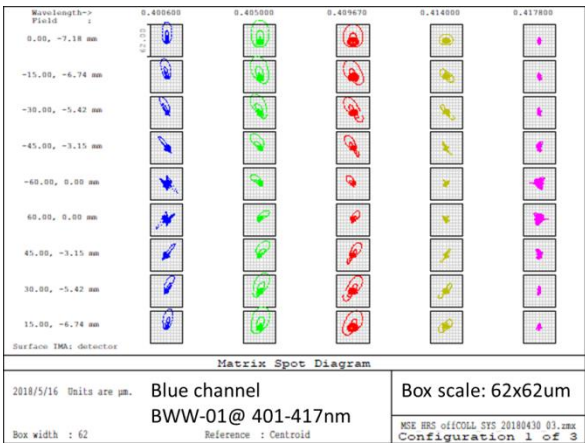 Wavelength-> 0.400600 0.405000 0.409670 0.414000 0.417800
Field :
0.00, -7.18 mm
62.00
-15.00, -6.74 mm
-30.00, -5.42 mm
-45.00, -3.15 mm
-60.00, 0.00 mm
60.00, 0.00 mm
45.00, -3.15 mm
30.00, -5.42 mm
15.00, -6.74 mm
Surface IMA: detector
Matrix Spot Diagram
2018/5/16 Units are µm.
Blue channel
BWW-01@ 401-417nm
Box width : 62 Reference : Centroid
Box scale: 62x62um
MSE HRS offCOLL SYS 20180430 03.zmx
Configuration 1 of 3